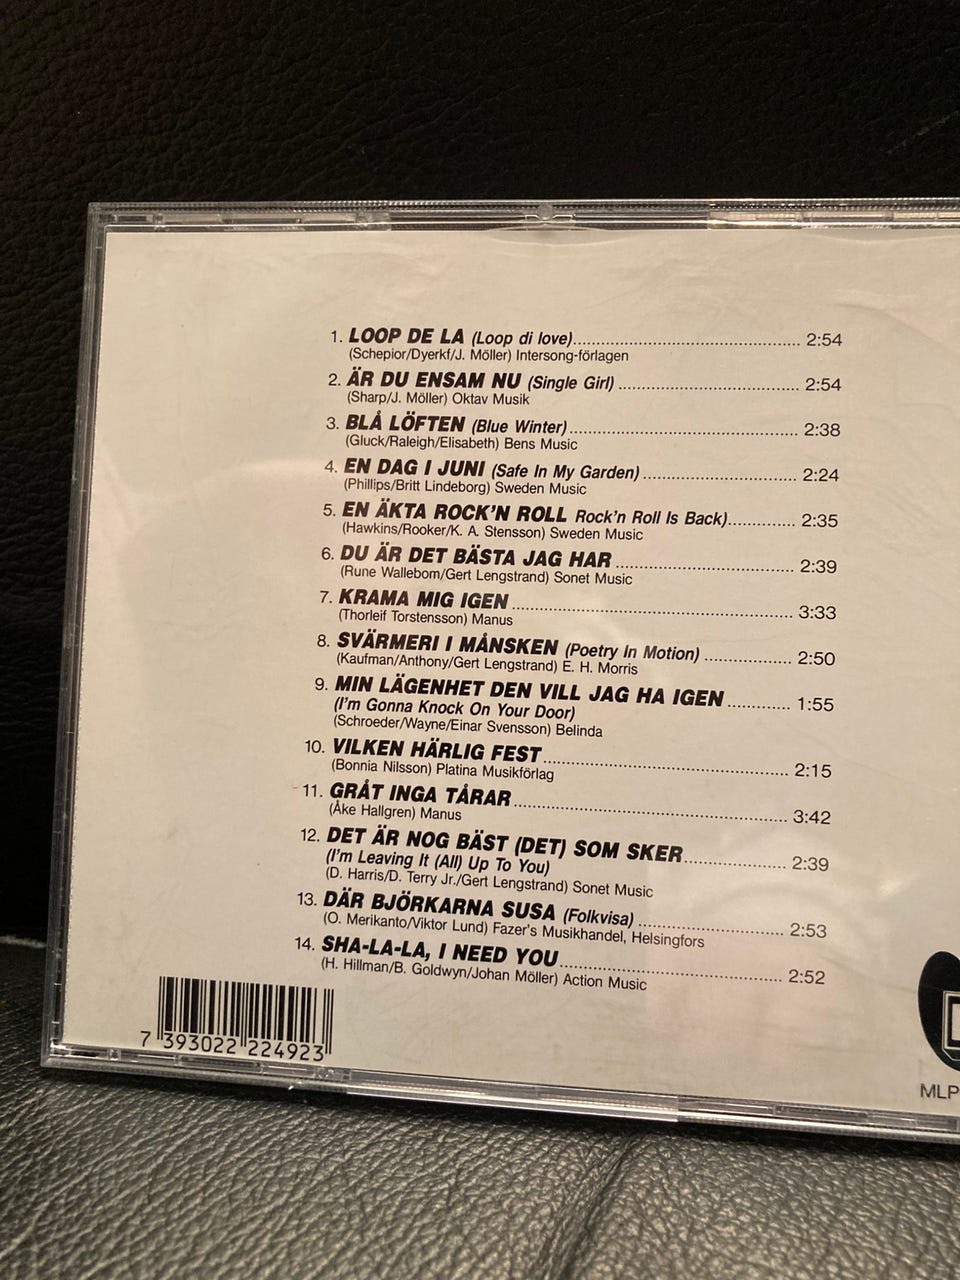 1. LOOP DE LA (Loop di love)........ 2:54
(Schepior/Dyerkf/J. Möller) Intersong-förlagen
2. ÄR DU ENSAM NU (Single Girl) ........ 2:54
(Sharp/J. Möller) Oktav Musik
3. BLÅ LÖFTEN (Blue Winter)........ 2:38
(Gluck/Raleigh/Elisabeth) Bens Music
4. EN DAG I JUNI (Safe In My Garden) ........ 2:24
(Phillips/Britt Lindeborg) Sweden Music
5. EN ÄKTA ROCK'N ROLL Rock'n Roll Is Back)........ 2:35
(Hawkins/Rooker/K. A. Stensson) Sweden Music
6. DU ÄR DET BÄSTA JAG HAR ........ 2:39
(Rune Wallebom/Gert Lengstrand) Sonet Music
7. KRAMA MIG IGEN ........ 3:33
(Thorleif Torstensson) Manus
8. SVÄRMERI I MÅNSKEN (Poetry In Motion) ........ 2:50
(Kaufman/Anthony/Gert Lengstrand) E. H. Morris
9. MIN LÄGENHET DEN VILL JAG HA IGEN ........ 1:55
(I'm Gonna Knock On Your Door)
(Schroeder/Wayne/Einar Svensson) Belinda
10. VILKEN HÄRLIG FEST ........ 2:15
(Bonnia Nilsson) Platina Musikförlag
11. GRÅT INGA TÅRAR ........ 3:42
(Åke Hallgren) Manus
12. DET ÄR NOG BÄST (DET) SOM SKER........ 2:39
(I'm Leaving It (All) Up To You)
(D. Harris/D. Terry Jr./Gert Lengstrand) Sonet Music
13. DÄR BJÖRKARNA SUSA (Folkvisa) ........ 2:53
(O. Merikanto/Viktor Lund) Fazer's Musikhandel, Helsingfors
14. SHA-LA-LA, I NEED YOU ........ 2:52
(H. Hillman/B. Goldwyn/Johan Möller) Action Music
7 393022 224923
MLP